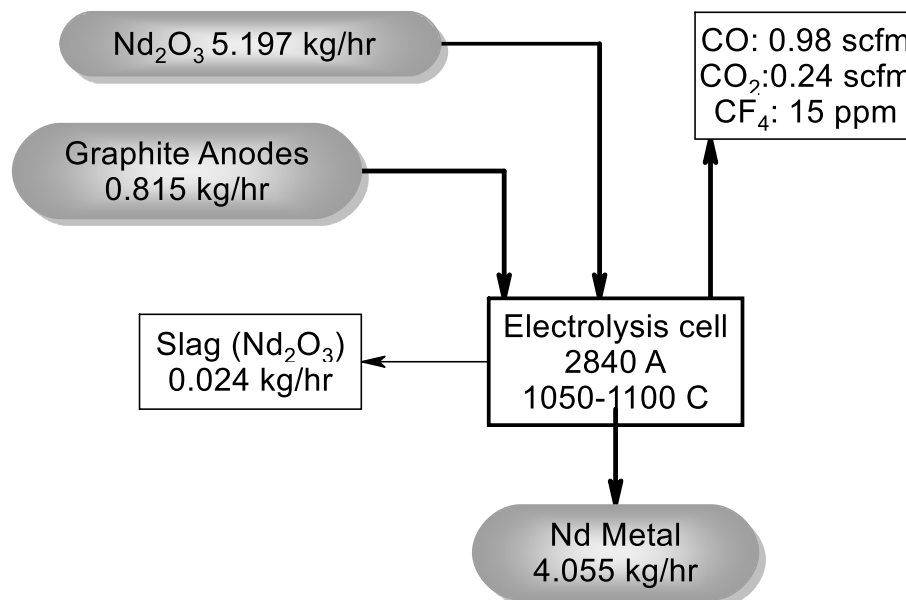 Nd₂O₃ 5.197 kg/hr
CO: 0.98 scfm
CO₂:0.24 scfm
CF₄: 15 ppm
Graphite Anodes
0.815 kg/hr
Electrolysis cell
2840 A
1050-1100 C
Slag (Nd₂O₃)
0.024 kg/hr
Nd Metal
4.055 kg/hr